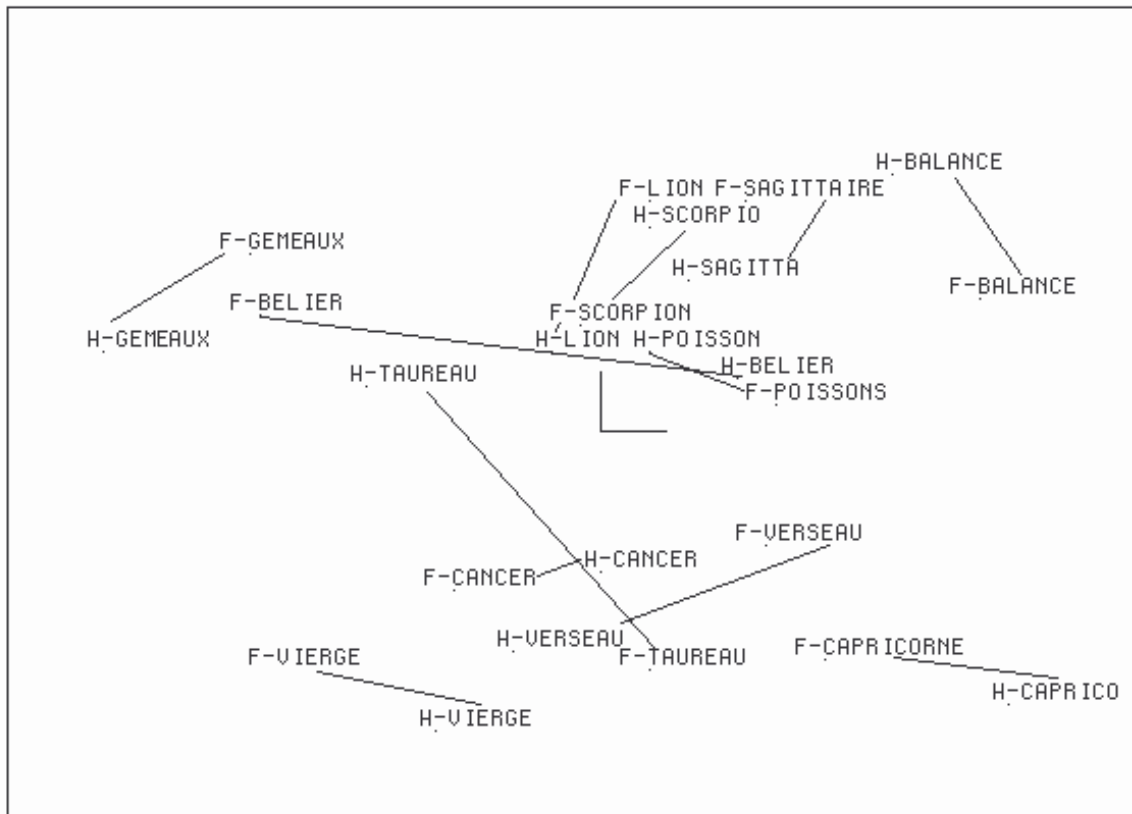 H-BALANCE
F-LION F-SAGITTAIRE
H-SCORPIO
F-GEMEAUX
H-SAGITTA
F-BALANCE
F-BELIER
F-SCORPION
H-GEMEAUX
H-LION H-POISSON
H-BELIER
H-TAUREAU
F-POISSONS
F-VERSEAU
H-CANCER
F-CANCER
H-VERSEAU
F-CAPRICORNE
F-VIERGE
F-TAUREAU
H-CAPRICO
H-VIERGE